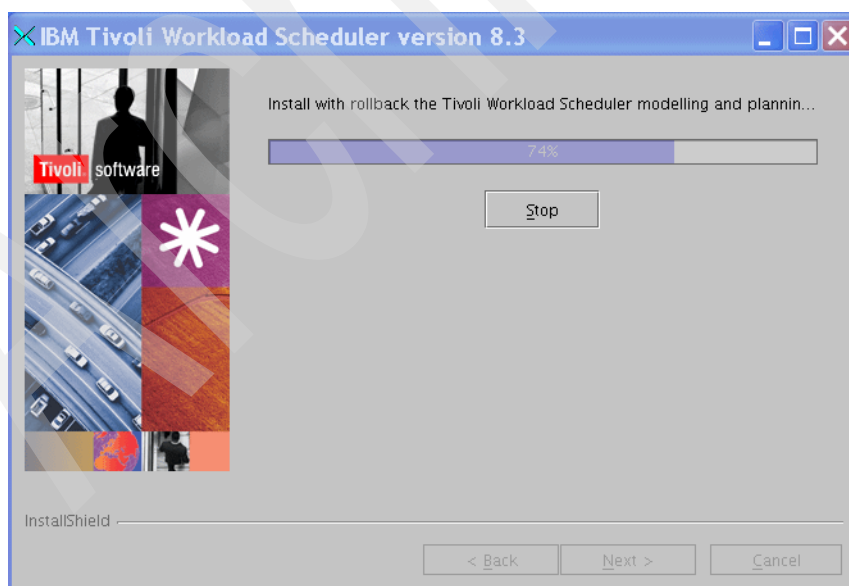 IBM Tivoli Workload Scheduler version 8.3
Install with rollback the Tivoli Workload Scheduler modelling and plannin...
74%
Tivoli software
Stop
InstallShield
< Back Next > Cancel